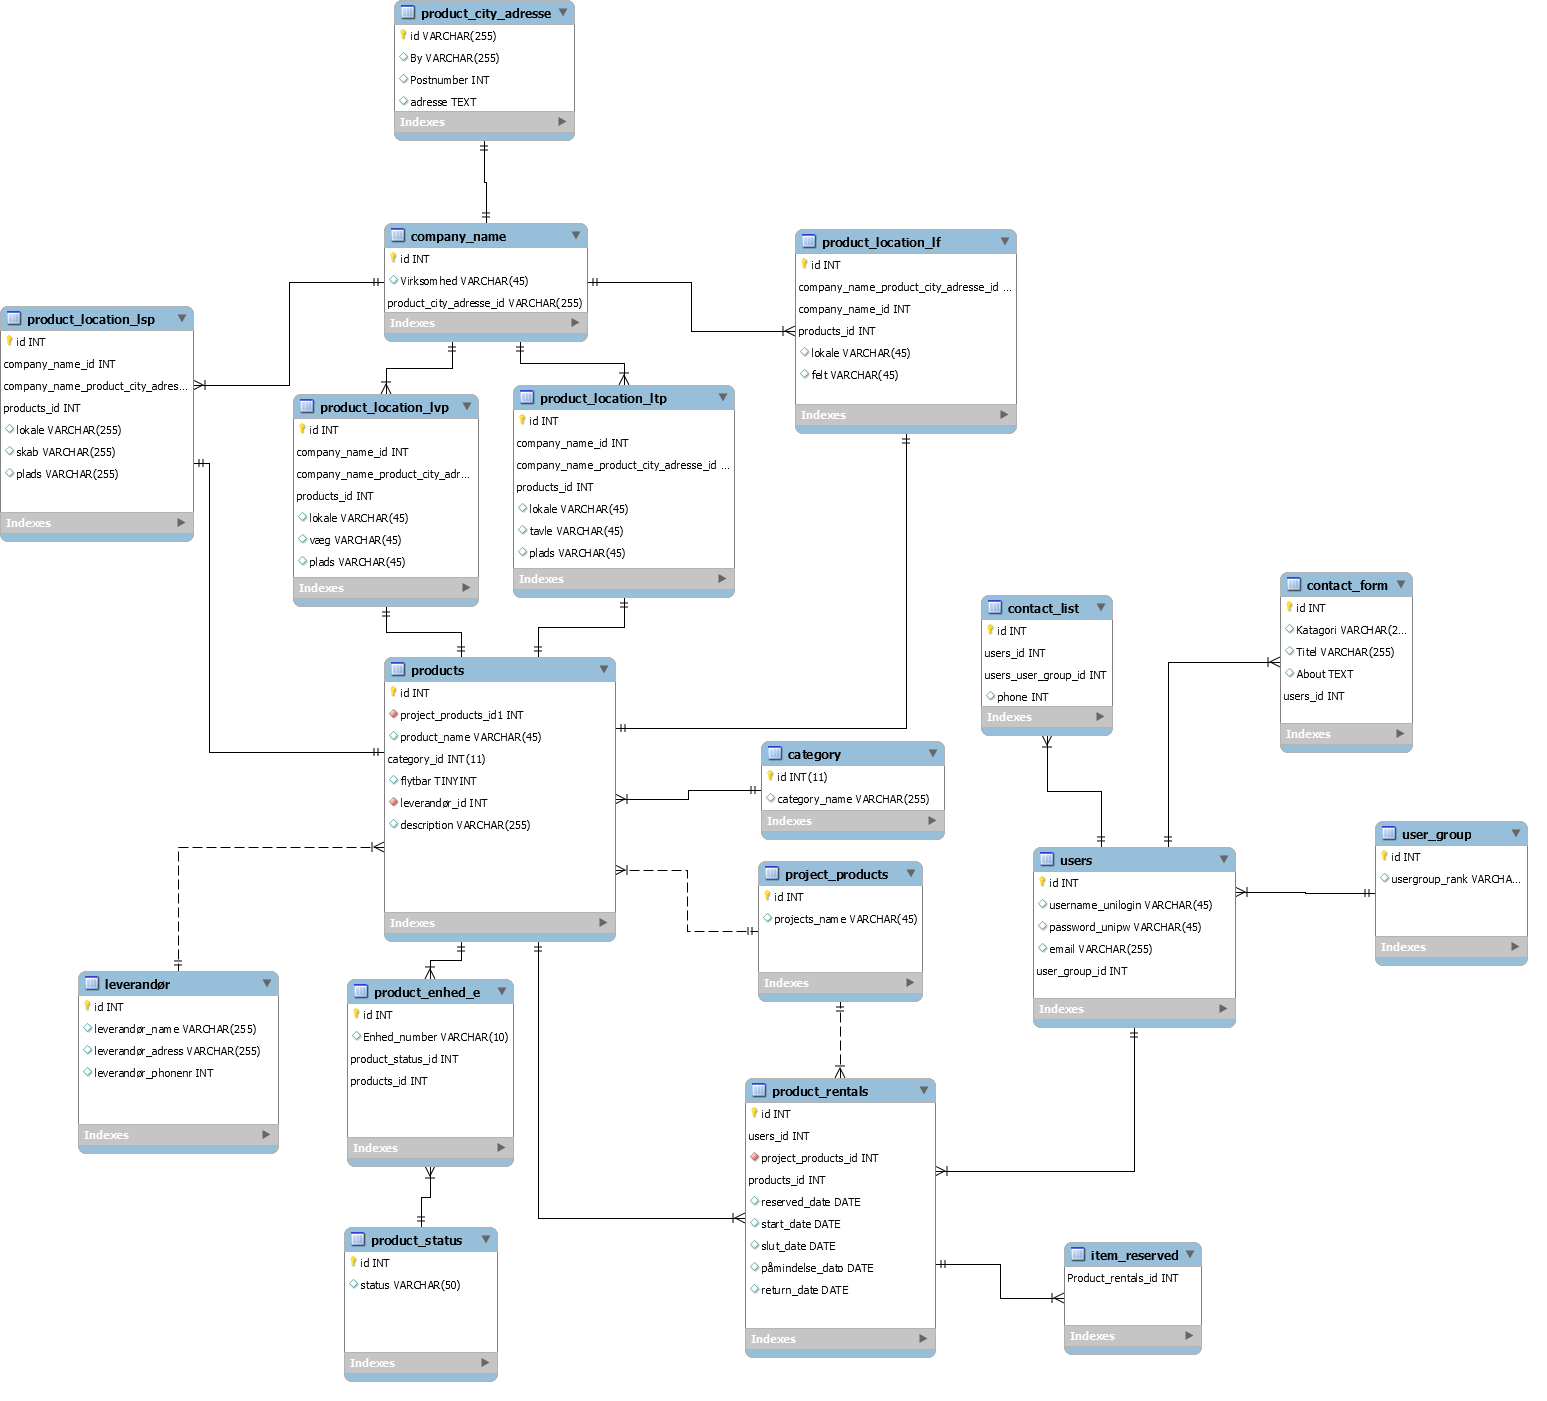 product_city_adresse
id VARCHAR(255)
By VARCHAR(255)
Postnumber INT
adresse TEXT
Indexes
company_name
id INT
Virksomhed VARCHAR(45)
product_city_adresse_id VARCHAR(255)
Indexes
product_location_lf
id INT
company_name_product_city_adresse_id ...
company_name_id INT
products_id INT
lokale VARCHAR(45)
felt VARCHAR(45)
Indexes
product_location_lsp
id INT
company_name_id INT
company_name_product_city_adres...
products_id INT
lokale VARCHAR(255)
skab VARCHAR(255)
plads VARCHAR(255)
Indexes
product_location_lvp
id INT
company_name_id INT
company_name_product_city_adr...
products_id INT
lokale VARCHAR(45)
væg VARCHAR(45)
plads VARCHAR(45)
Indexes
product_location_ltp
id INT
company_name_id INT
company_name_product_city_adresse_id ...
products_id INT
lokale VARCHAR(45)
tavle VARCHAR(45)
plads VARCHAR(45)
Indexes
contact_list
id INT
users_id INT
users_user_group_id INT
phone INT
Indexes
contact_form
id INT
Katagori VARCHAR(2...
Titel VARCHAR(255)
About TEXT
users_id INT
Indexes
products
id INT
project_products_id1 INT
product_name VARCHAR(45)
category_id INT(11)
flytbar TINYINT
leverandør_id INT
description VARCHAR(255)
Indexes
category
id INT(11)
category_name VARCHAR(255)
Indexes
project_products
id INT
projects_name VARCHAR(45)
Indexes
users
id INT
username_unilogin VARCHAR(45)
password_unipw VARCHAR(45)
email VARCHAR(255)
user_group_id INT
Indexes
user_group
id INT
usergroup_rank VARCHA...
Indexes
leverandør
id INT
leverandør_name VARCHAR(255)
leverandør_adress VARCHAR(255)
leverandør_phonenr INT
Indexes
product_enhed_e
id INT
Enhed_number VARCHAR(10)
product_status_id INT
products_id INT
Indexes
product_rentals
id INT
users_id INT
project_products_id INT
products_id INT
reserved_date DATE
start_date DATE
slut_date DATE
påmindelse_dato DATE
return_date DATE
Indexes
product_status
id INT
status VARCHAR(50)
Indexes
item_reserved
Product_rentals_id INT
Indexes